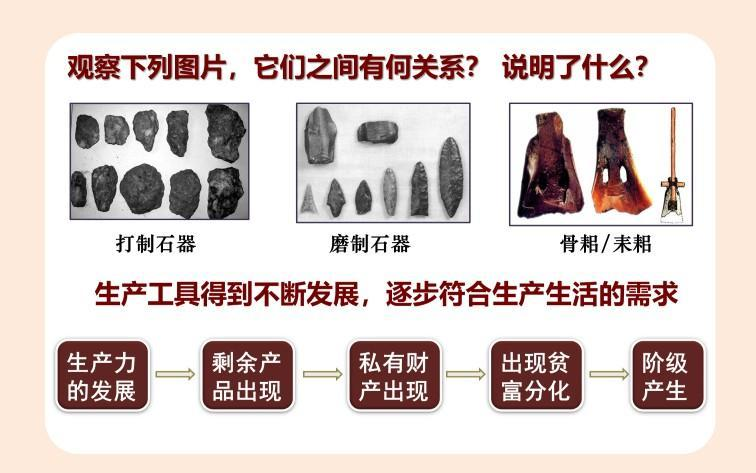 观察下列图片，它们之间有何关系？ 说明了什么？
打制石器
磨制石器
骨耜/耒耜
生产工具得到不断发展，逐步符合生产生活的需求
生产力
的发展
剩余产
品出现
私有财
产出现
出现贫
富分化
阶级
产生